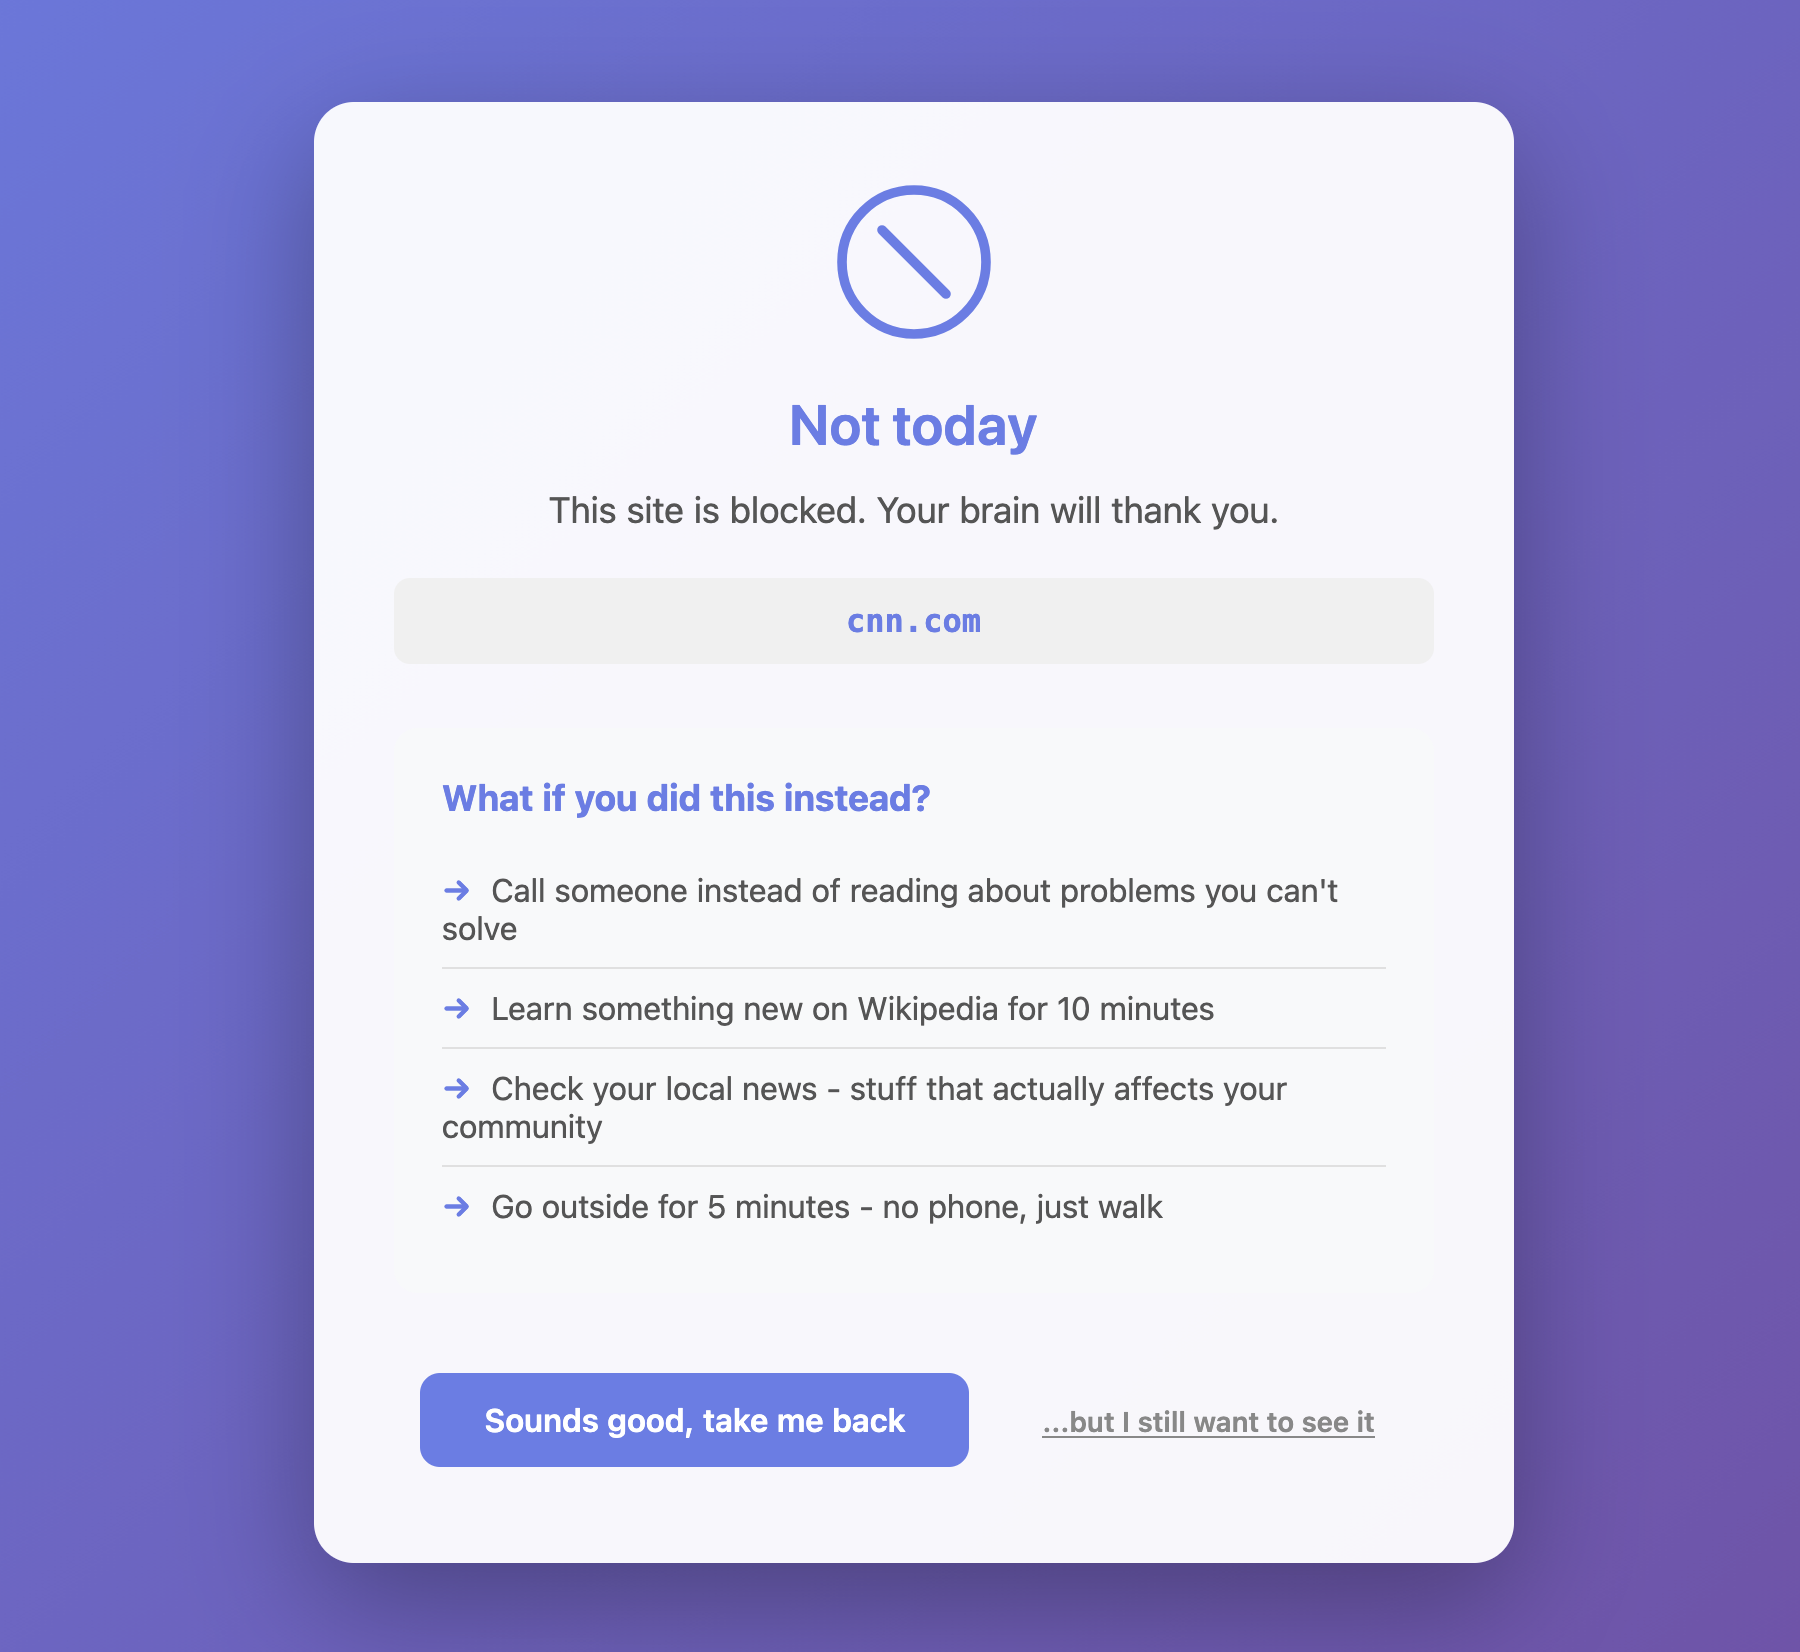 Not today
This site is blocked. Your brain will thank you.
cnn.com
What if you did this instead?
→ Call someone instead of reading about problems you can't
solve
→ Learn something new on Wikipedia for 10 minutes
→ Check your local news - stuff that actually affects your
community
→ Go outside for 5 minutes - no phone, just walk
Sounds good, take me back
...but I still want to see it